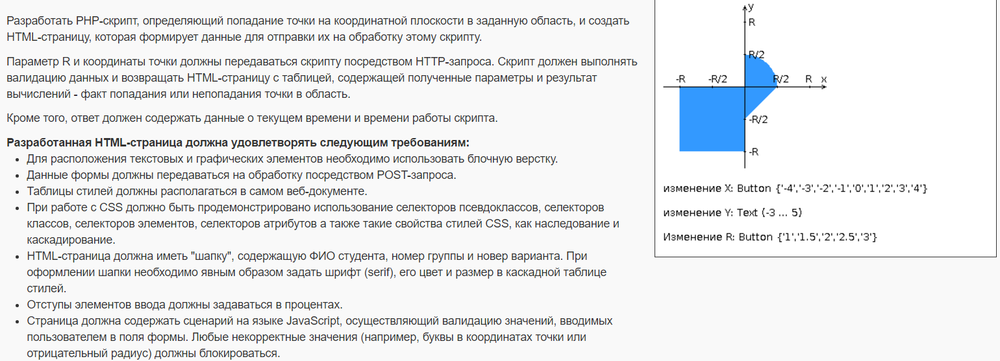 Разработать PHP-скрипт, определяющий попадание точки на координатной плоскости в заданную область, и создать
HTML-страницу, которая формирует данные для отправки их на обработку этому скрипту.
Параметр R и координаты точки должны передаваться скрипту посредством HTTP-запроса. Скрипт должен выполнять
валидацию данных и возвращать HTML-страницу с таблицей, содержащей полученные параметры и результат
вычислений - факт попадания или непопадания точки в область.
Кроме того, ответ должен содержать данные о текущем времени и времени работы скрипта.
Разработанная HTML-страница должна удовлетворять следующим требованиям:
• Для расположения текстовых и графических элементов необходимо использовать блочную верстку.
• Данные формы должны передаваться на обработку посредством POST-запроса.
• Таблицы стилей должны располагаться в самом веб-документе.
• При работе с CSS должно быть продемонстрировано использование селекторов псевдоклассов, селекторов
классов, селекторов элементов, селекторов атрибутов а также такие свойства стилей CSS, как наследование и
каскадирование.
• HTML-страница должна иметь "шапку", содержащую ФИО студента, номер группы и новер варианта. При
оформлении шапки необходимо явным образом задать шрифт (serif), его цвет и размер в каскадной таблице
стилей.
• Отступы элементов ввода должны задаваться в процентах.
• Страница должна содержать сценарий на языке JavaScript, осуществляющий валидацию значений, вводимых
пользователем в поля формы. Любые некорректные значения (например, буквы в координатах точки или
отрицательный радиус) должны блокироваться.
y
R
R/2
-R -R/2 R/2 R x
-R/2
-R
изменение X: Button {'-4','-3','-2','-1','0','1','2','3','4'}
изменение Y: Text (-3 ... 5)
Изменение R: Button {'1','1.5','2','2.5','3'}